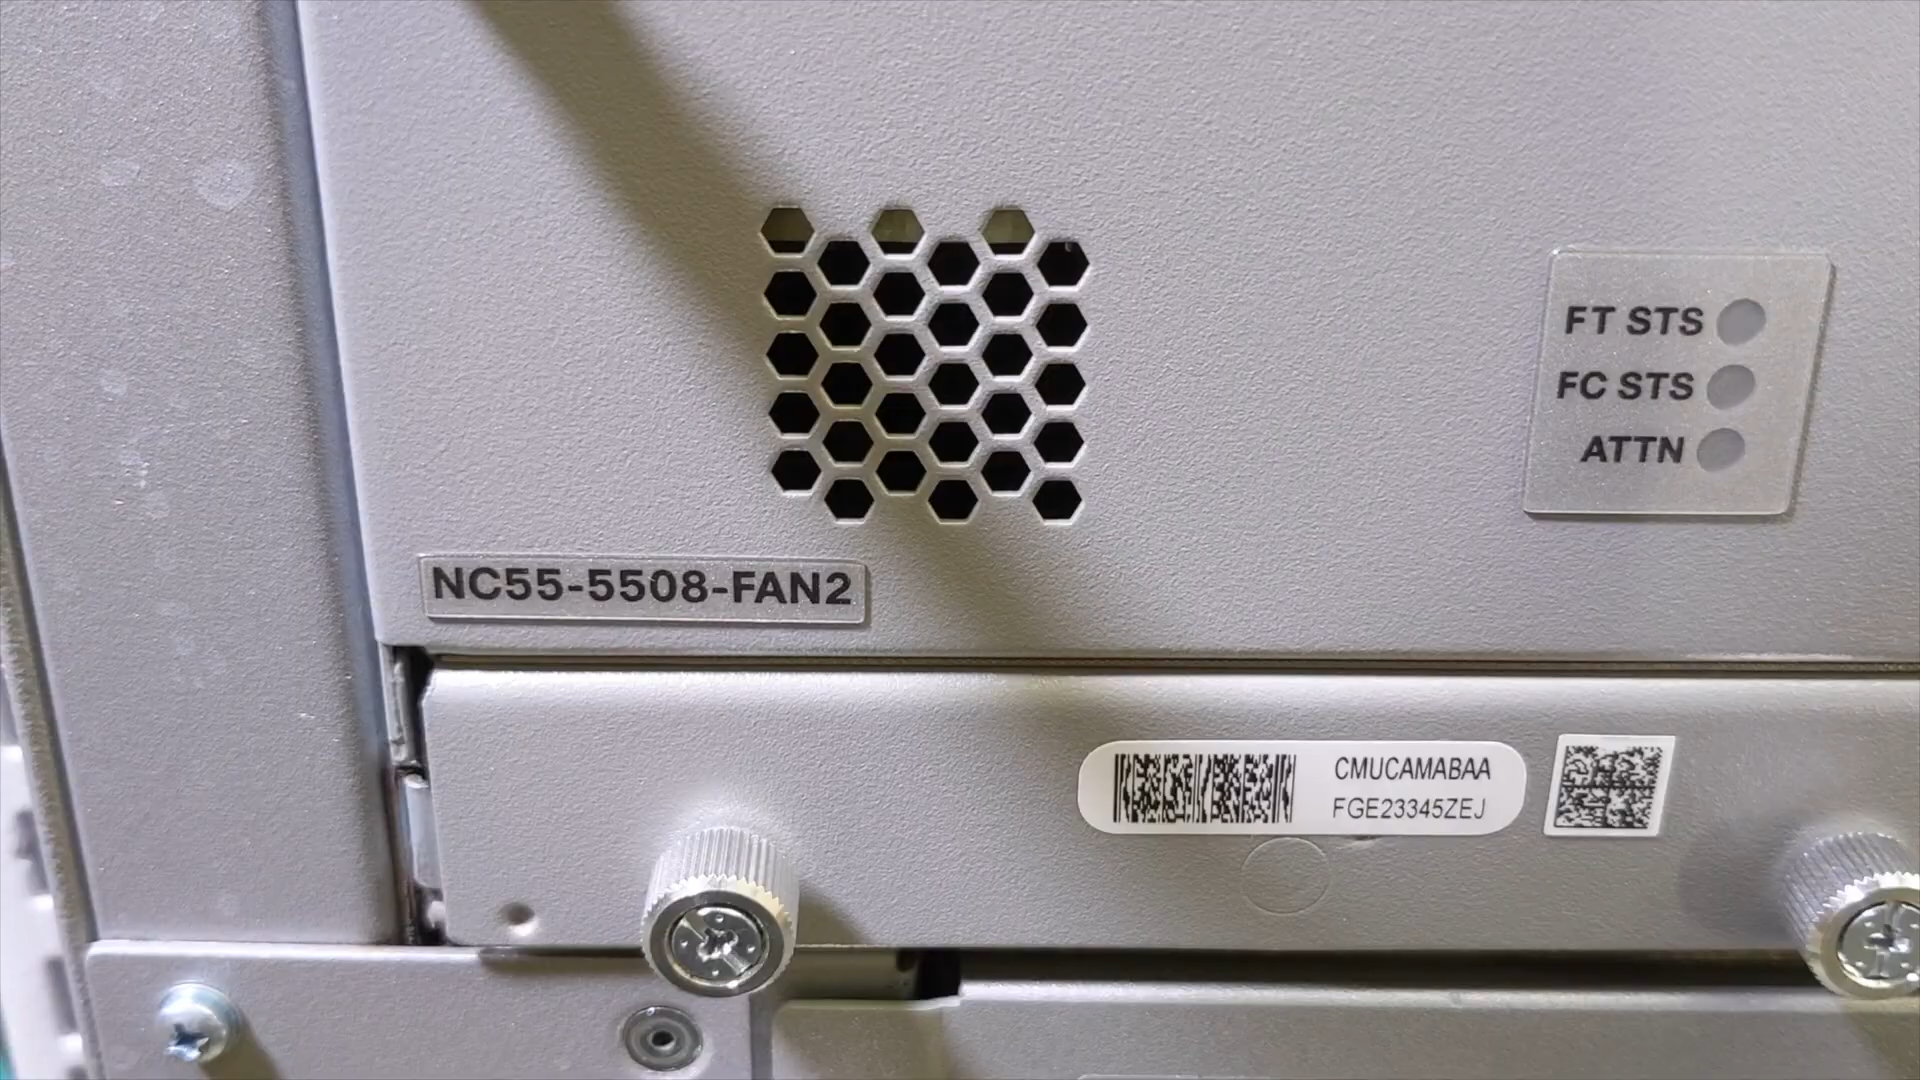 FT STS
FC STS
ATTN
NC55-5508-FAN2
CMUCAMABAA
FGE23345ZEJ